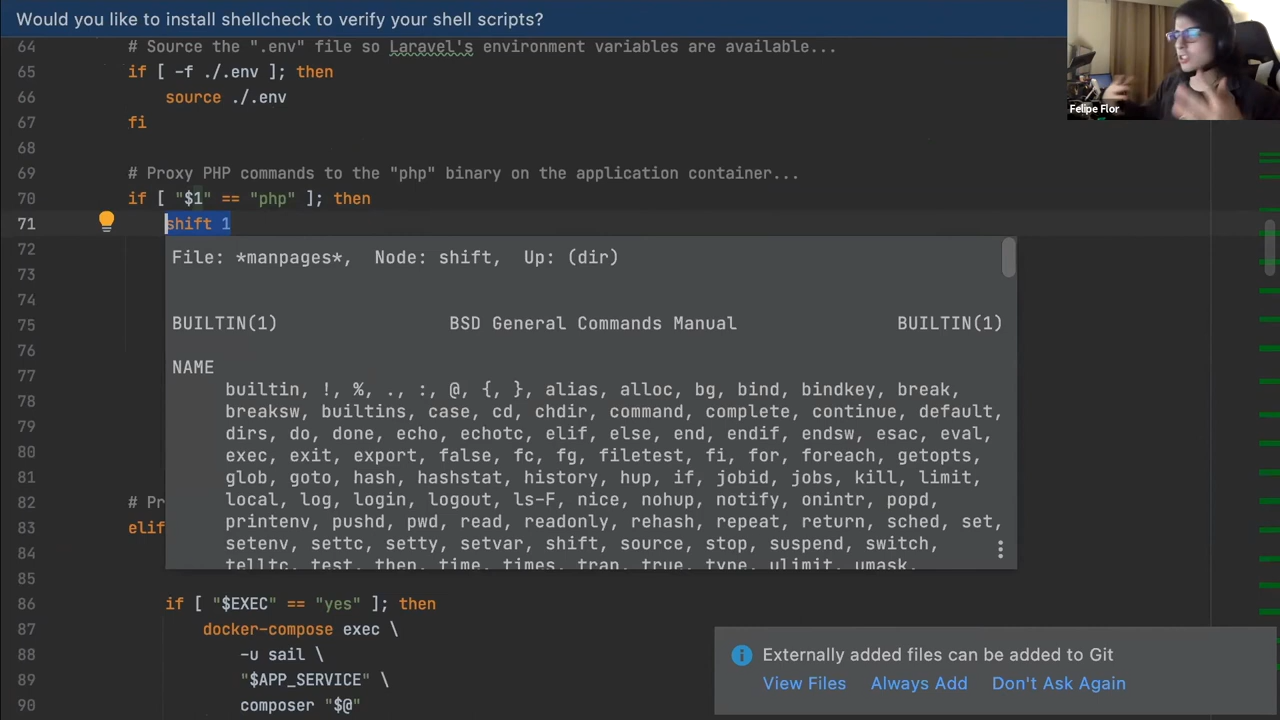 Would you like to install shellcheck to verify your shell scripts?
Felipe Flor
64 # Source the ".env" file so Laravel's environment variables are available...
65 if [ -f ./.env ]; then
66 source ./.env
67 fi
68
69 # Proxy PHP commands to the "php" binary on the application container...
70 if [ "$1" == "php" ]; then
71 shift 1
72 File: *manpages*, Node: shift, Up: (dir)
73
74
75 BUILTIN(1) BSD General Commands Manual BUILTIN(1)
76
77 NAME
78 builtin, !, %, ., :, @, {, }, alias, alloc, bg, bind, bindkey, break,
79 breaksw, builtins, case, cd, chdir, command, complete, continue, default,
dirs, do, done, echo, echotc, elif, else, end, endif, endsw, esac, eval,
80 exec, exit, export, false, fc, fg, filetest, fi, for, foreach, getopts,
81 glob, goto, hash, hashstat, history, hup, if, jobid, jobs, kill, limit,
82 # Pr local, log, login, logout, ls-F, nice, nohup, notify, onintr, popd,
83 elif printenv, pushd, pwd, read, readonly, rehash, repeat, return, sched, set,
84 setenv, settc, setty, setvar, shift, source, stop, suspend, switch,
telltc, test, then, time, times, trap, true, type, ulimit, umask,
85
86 if [ "$EXEC" == "yes" ]; then
87 docker-compose exec \
88 -u sail \
89 "$APP_SERVICE" \
90 composer "$@"
Externally added files can be added to Git
View Files Always Add Don't Ask Again